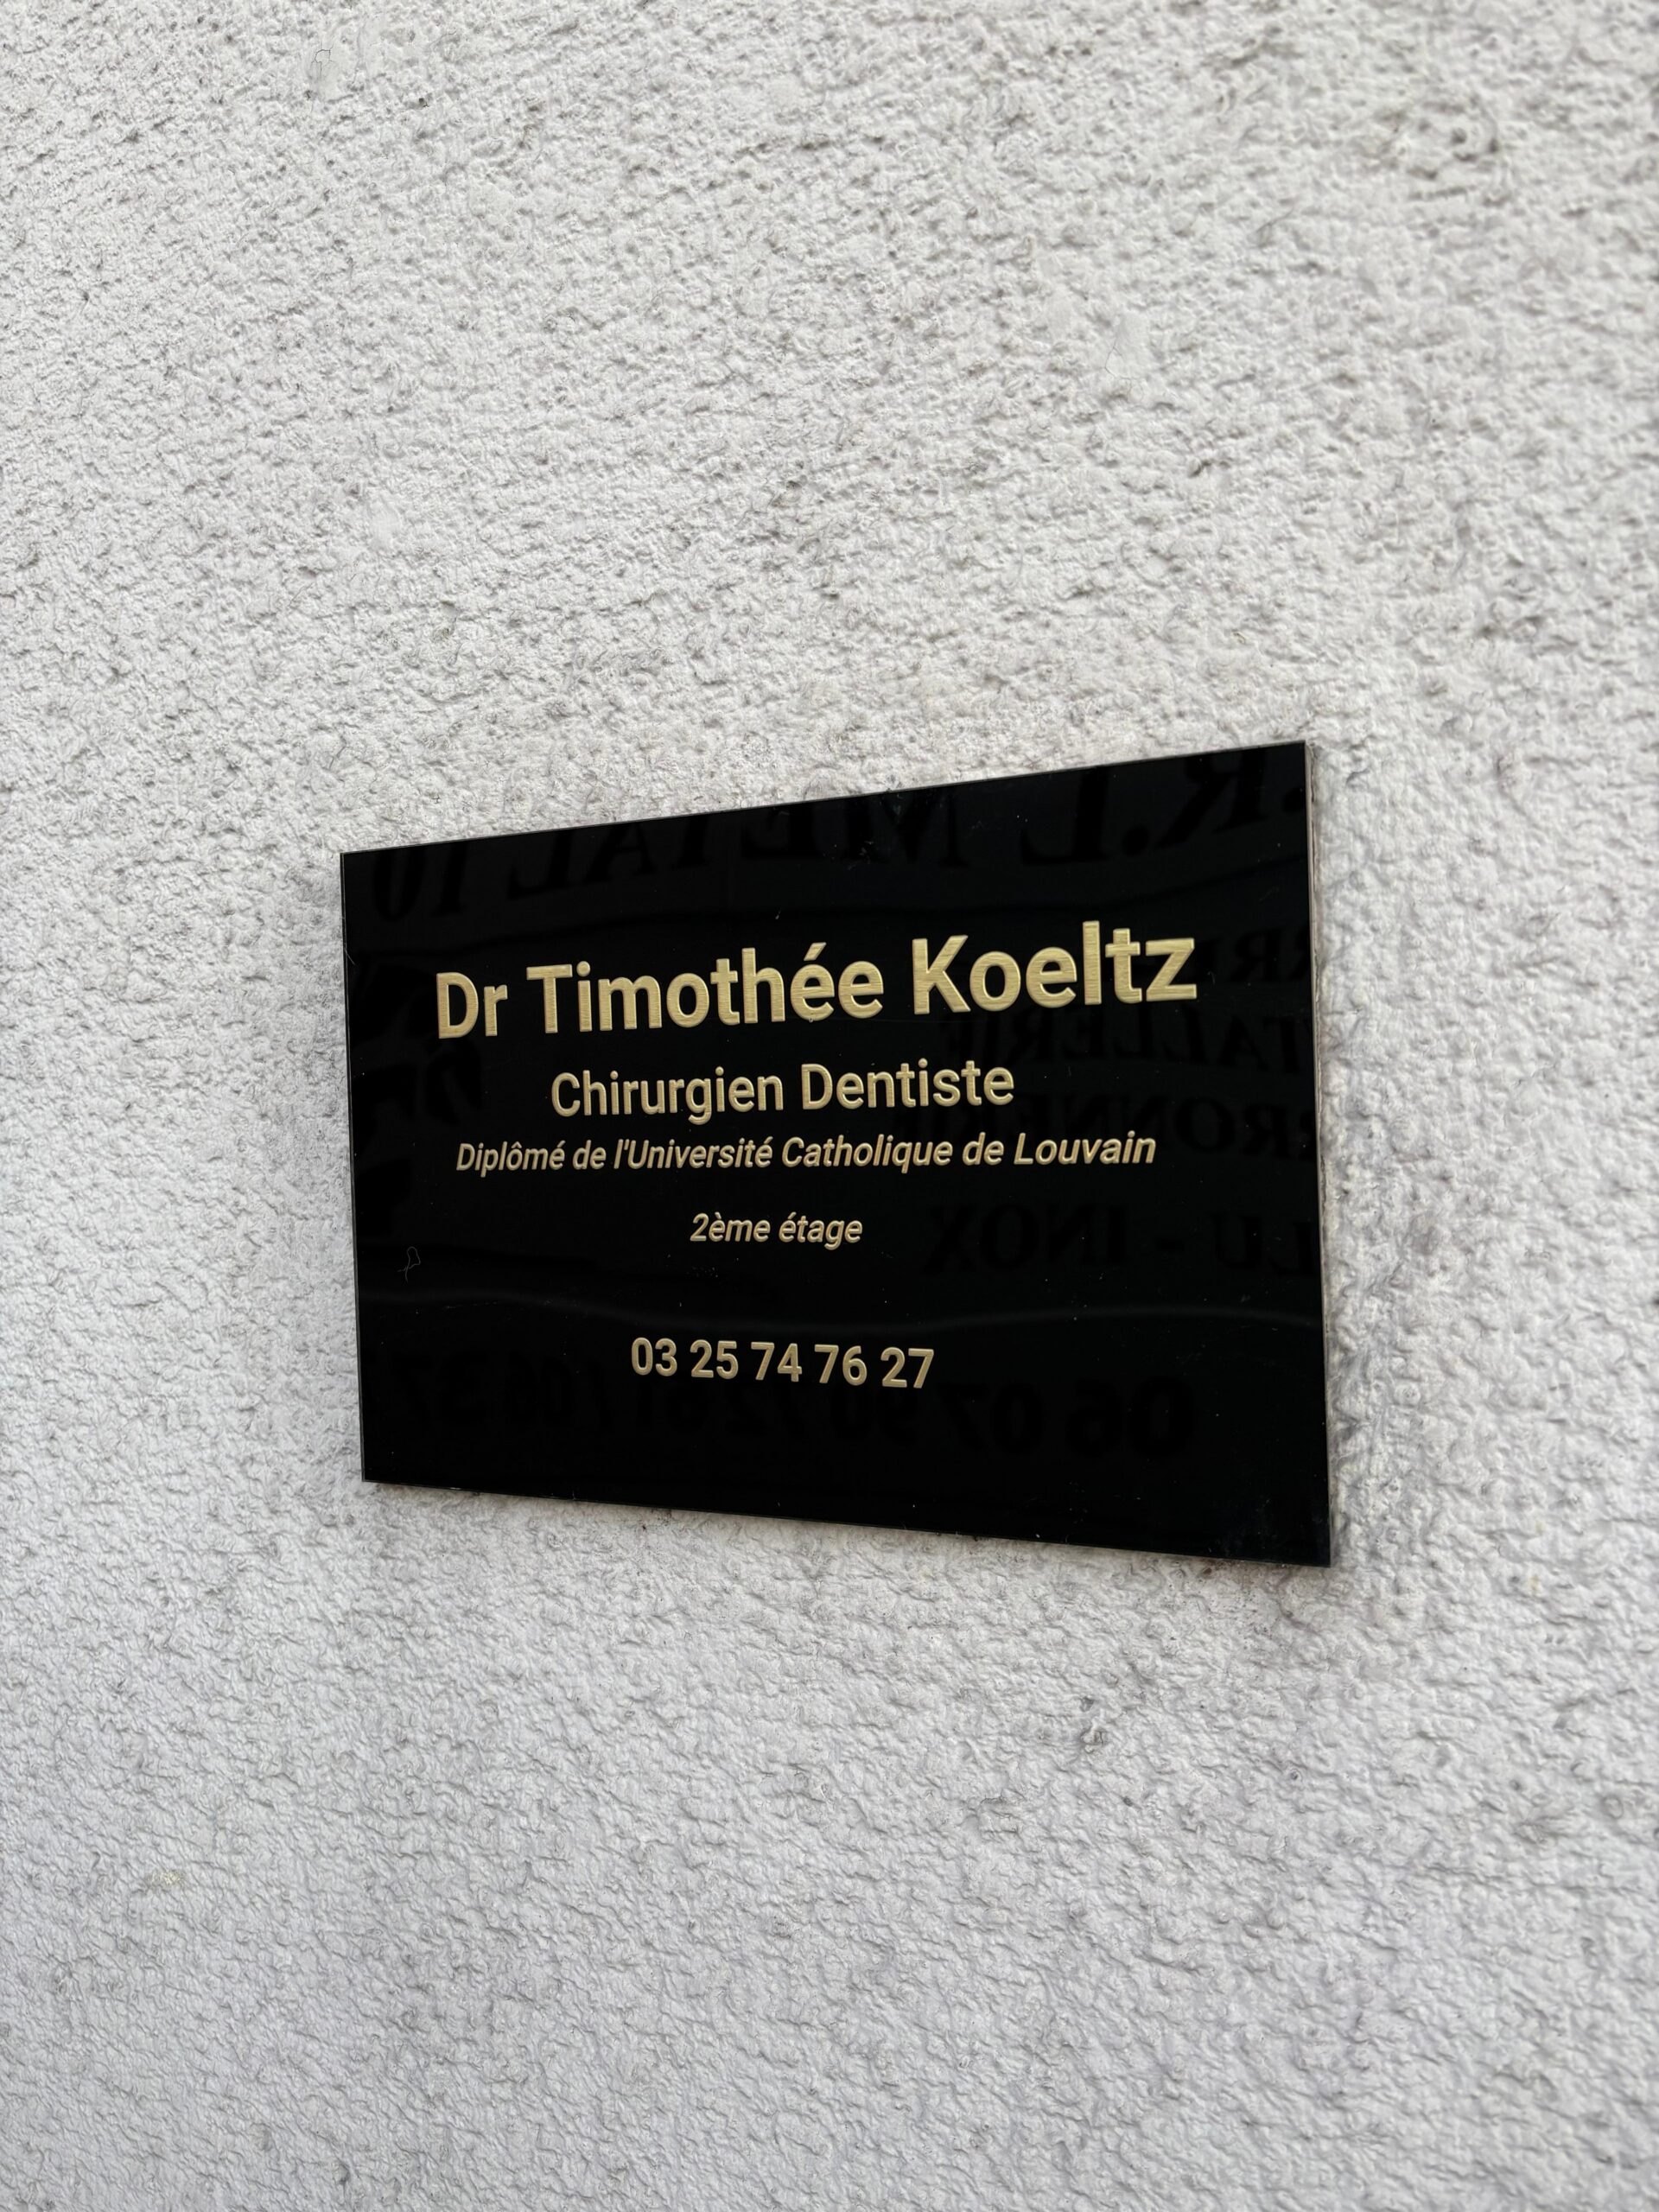 Dr Timothée Koeltz
Chirurgien Dentiste
Diplômé de l'Université Catholique de Louvain
2ème étage
03 25 74 76 27